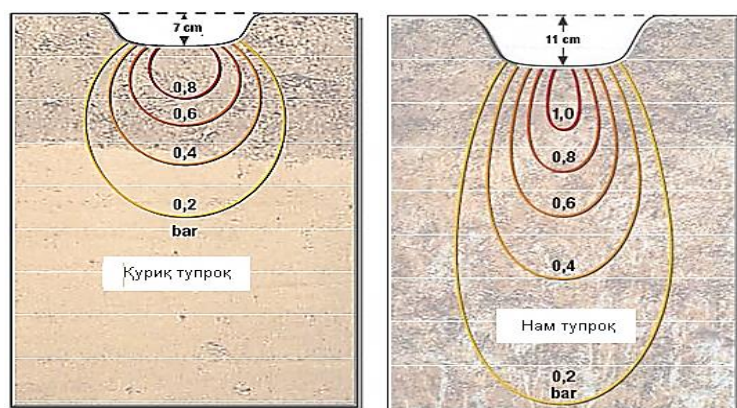 7 cm
0,8
0,6
0,4
0,2
bar
Қуриқ тупроқ
11 cm
1,0
0,8
0,6
0,4
Нам тупроқ
0,2
bar